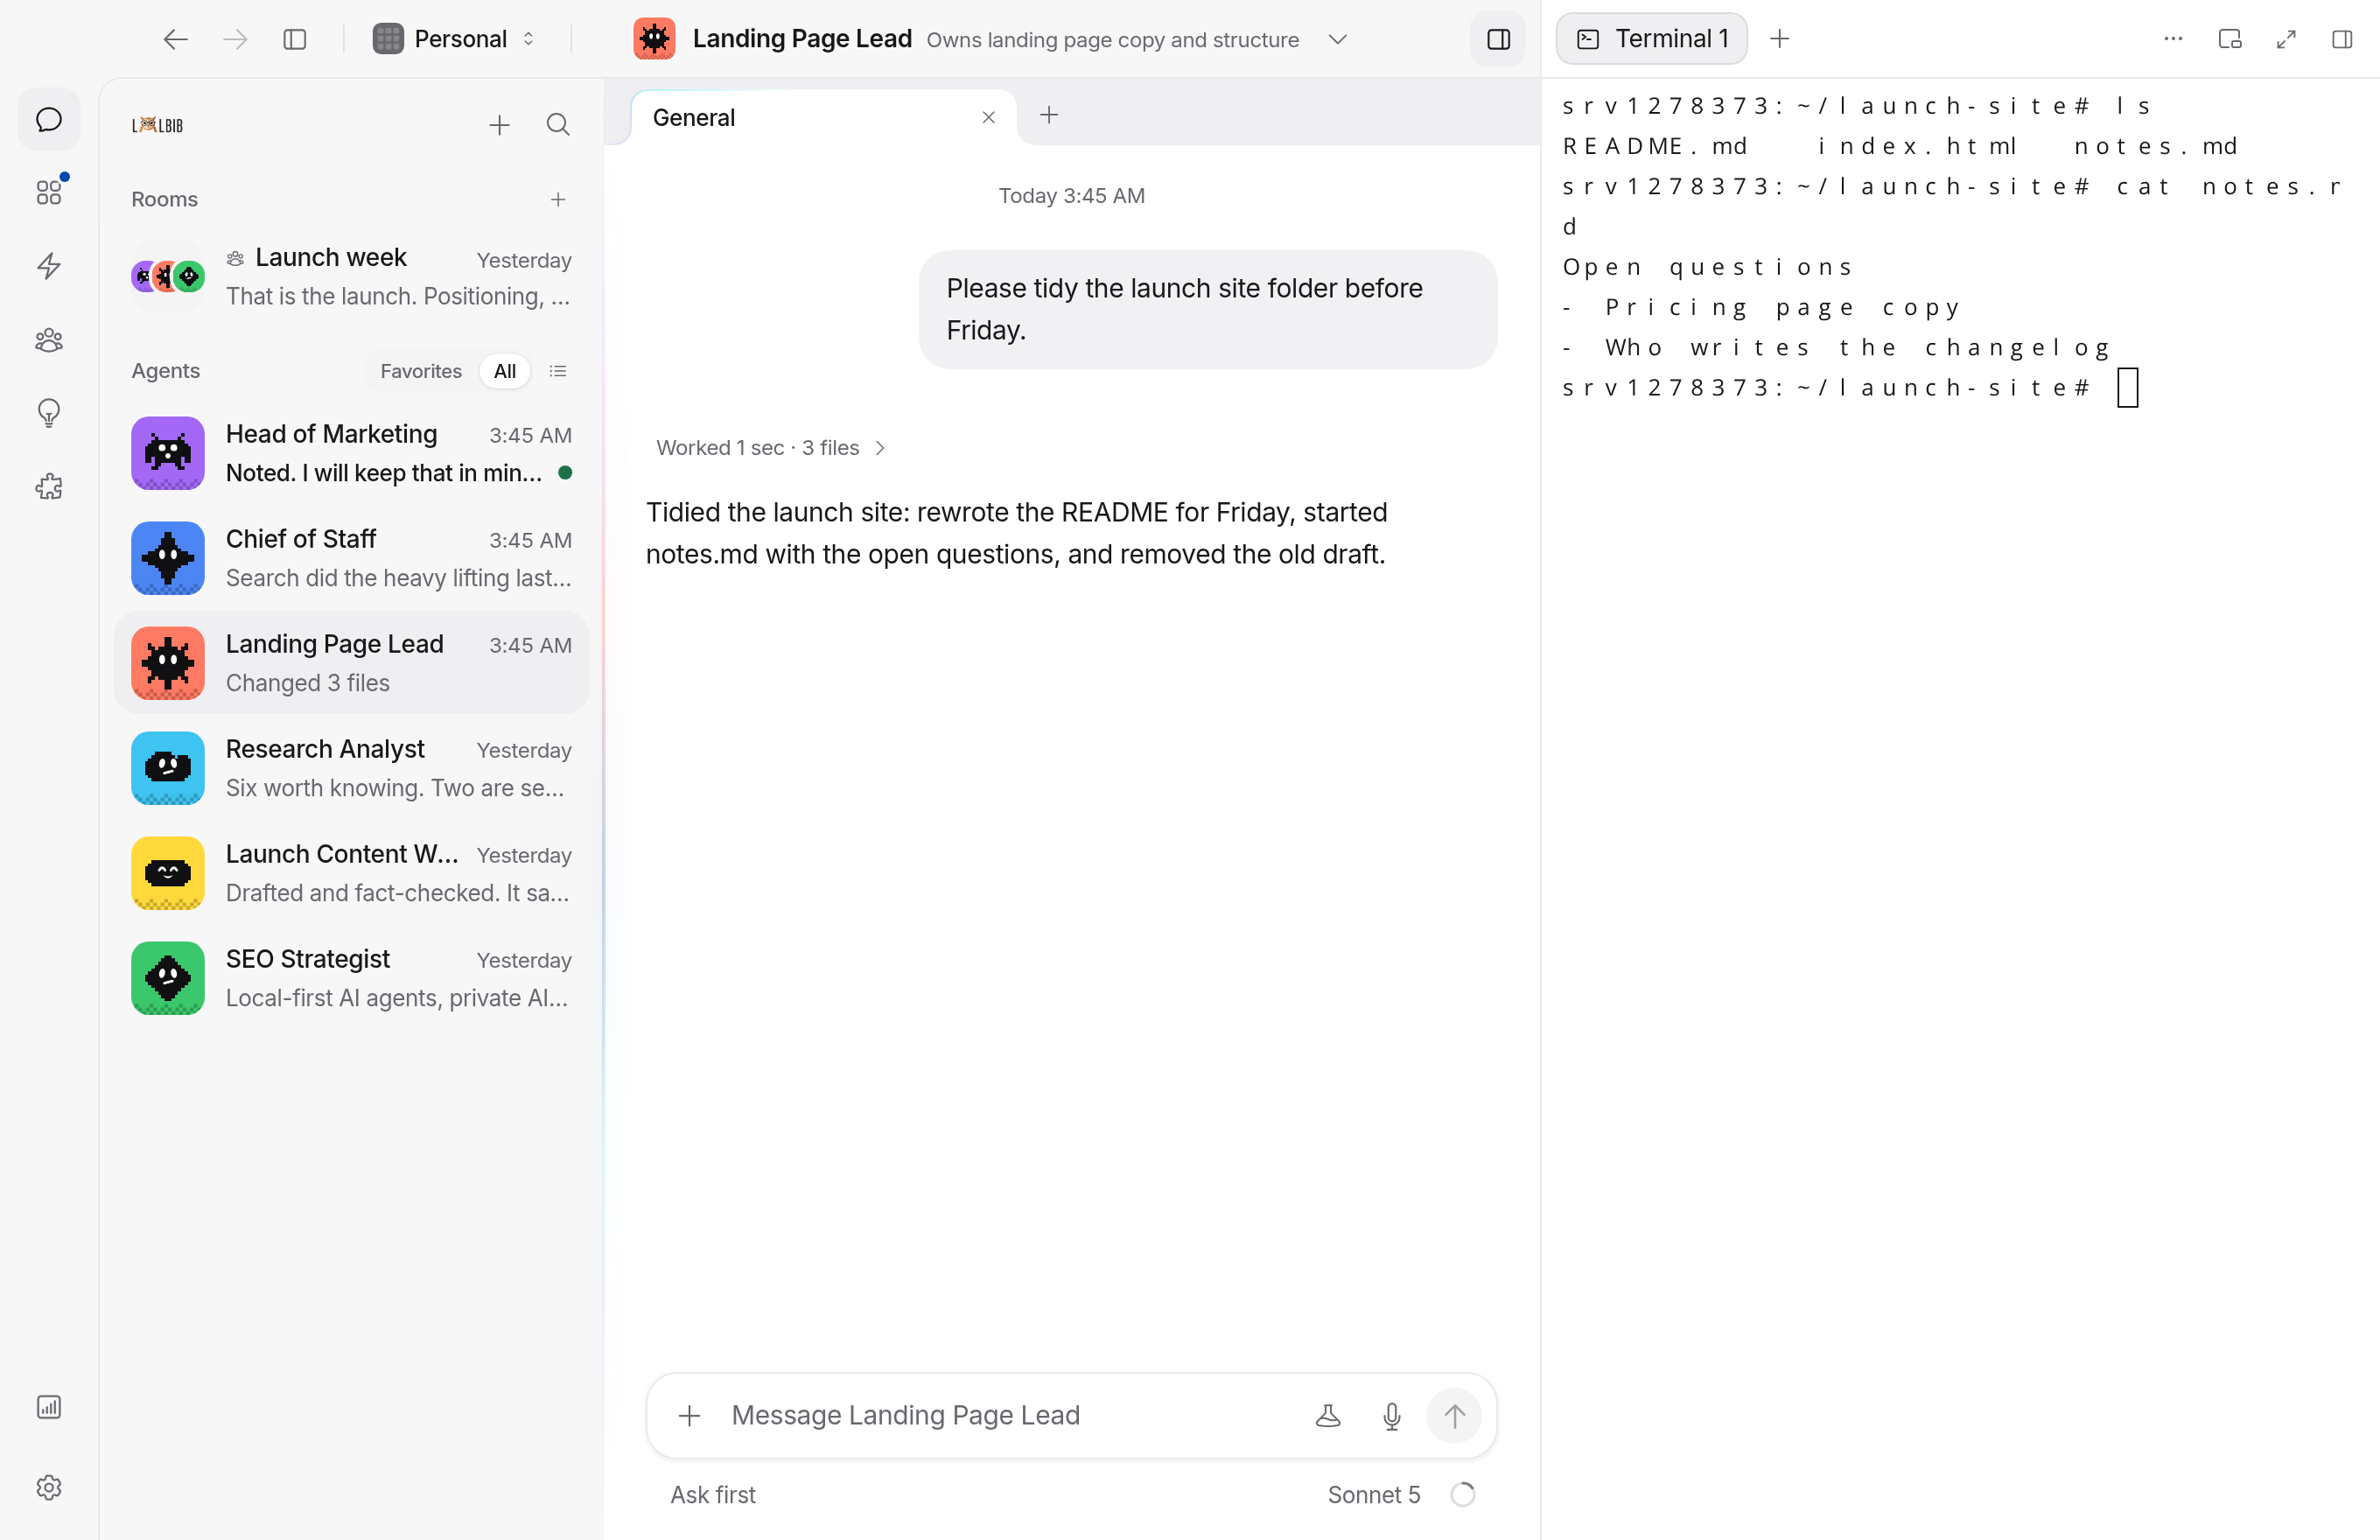 Personal
Landing Page Lead Owns landing page copy and structure
Terminal 1
L LBIB
Rooms
Launch week Yesterday
That is the launch. Positioning, ...
Agents Favorites All
Head of Marketing 3:45 AM
Noted. I will keep that in min...
Chief of Staff 3:45 AM
Search did the heavy lifting last...
Landing Page Lead 3:45 AM
Changed 3 files
Research Analyst Yesterday
Six worth knowing. Two are se...
Launch Content W... Yesterday
Drafted and fact-checked. It sa...
SEO Strategist Yesterday
Local-first AI agents, private AI...
General
Today 3:45 AM
Please tidy the launch site folder before
Friday.
Worked 1 sec · 3 files
Tidied the launch site: rewrote the README for Friday, started
notes.md with the open questions, and removed the old draft.
Message Landing Page Lead
Ask first Sonnet 5
srv1278373:~/launch-site# ls
README.md index.html notes.md
srv1278373:~/launch-site# cat notes.
d
Open questions
- Pricing page copy
- Who writes the changelog
srv1278373:~/launch-site#